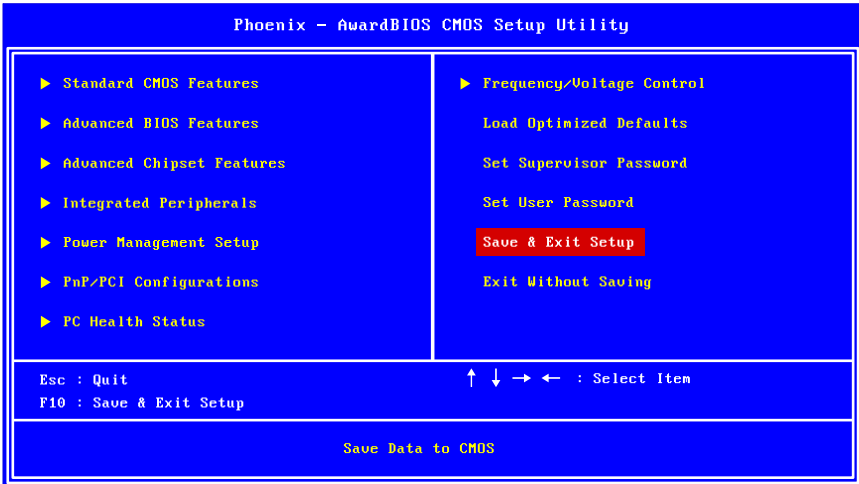 Phoenix – AwardBIOS CMOS Setup Utility
▶ Standard CMOS Features
▶ Advanced BIOS Features
▶ Advanced Chipset Features
▶ Integrated Peripherals
▶ Power Management Setup
▶ PnP/PCI Configurations
▶ PC Health Status
▶ Frequency/Voltage Control
Load Optimized Defaults
Set Supervisor Password
Set User Password
Save & Exit Setup
Exit Without Saving
Esc : Quit
F10 : Save & Exit Setup
↑ ↓ → ← : Select Item
Save Data to CMOS